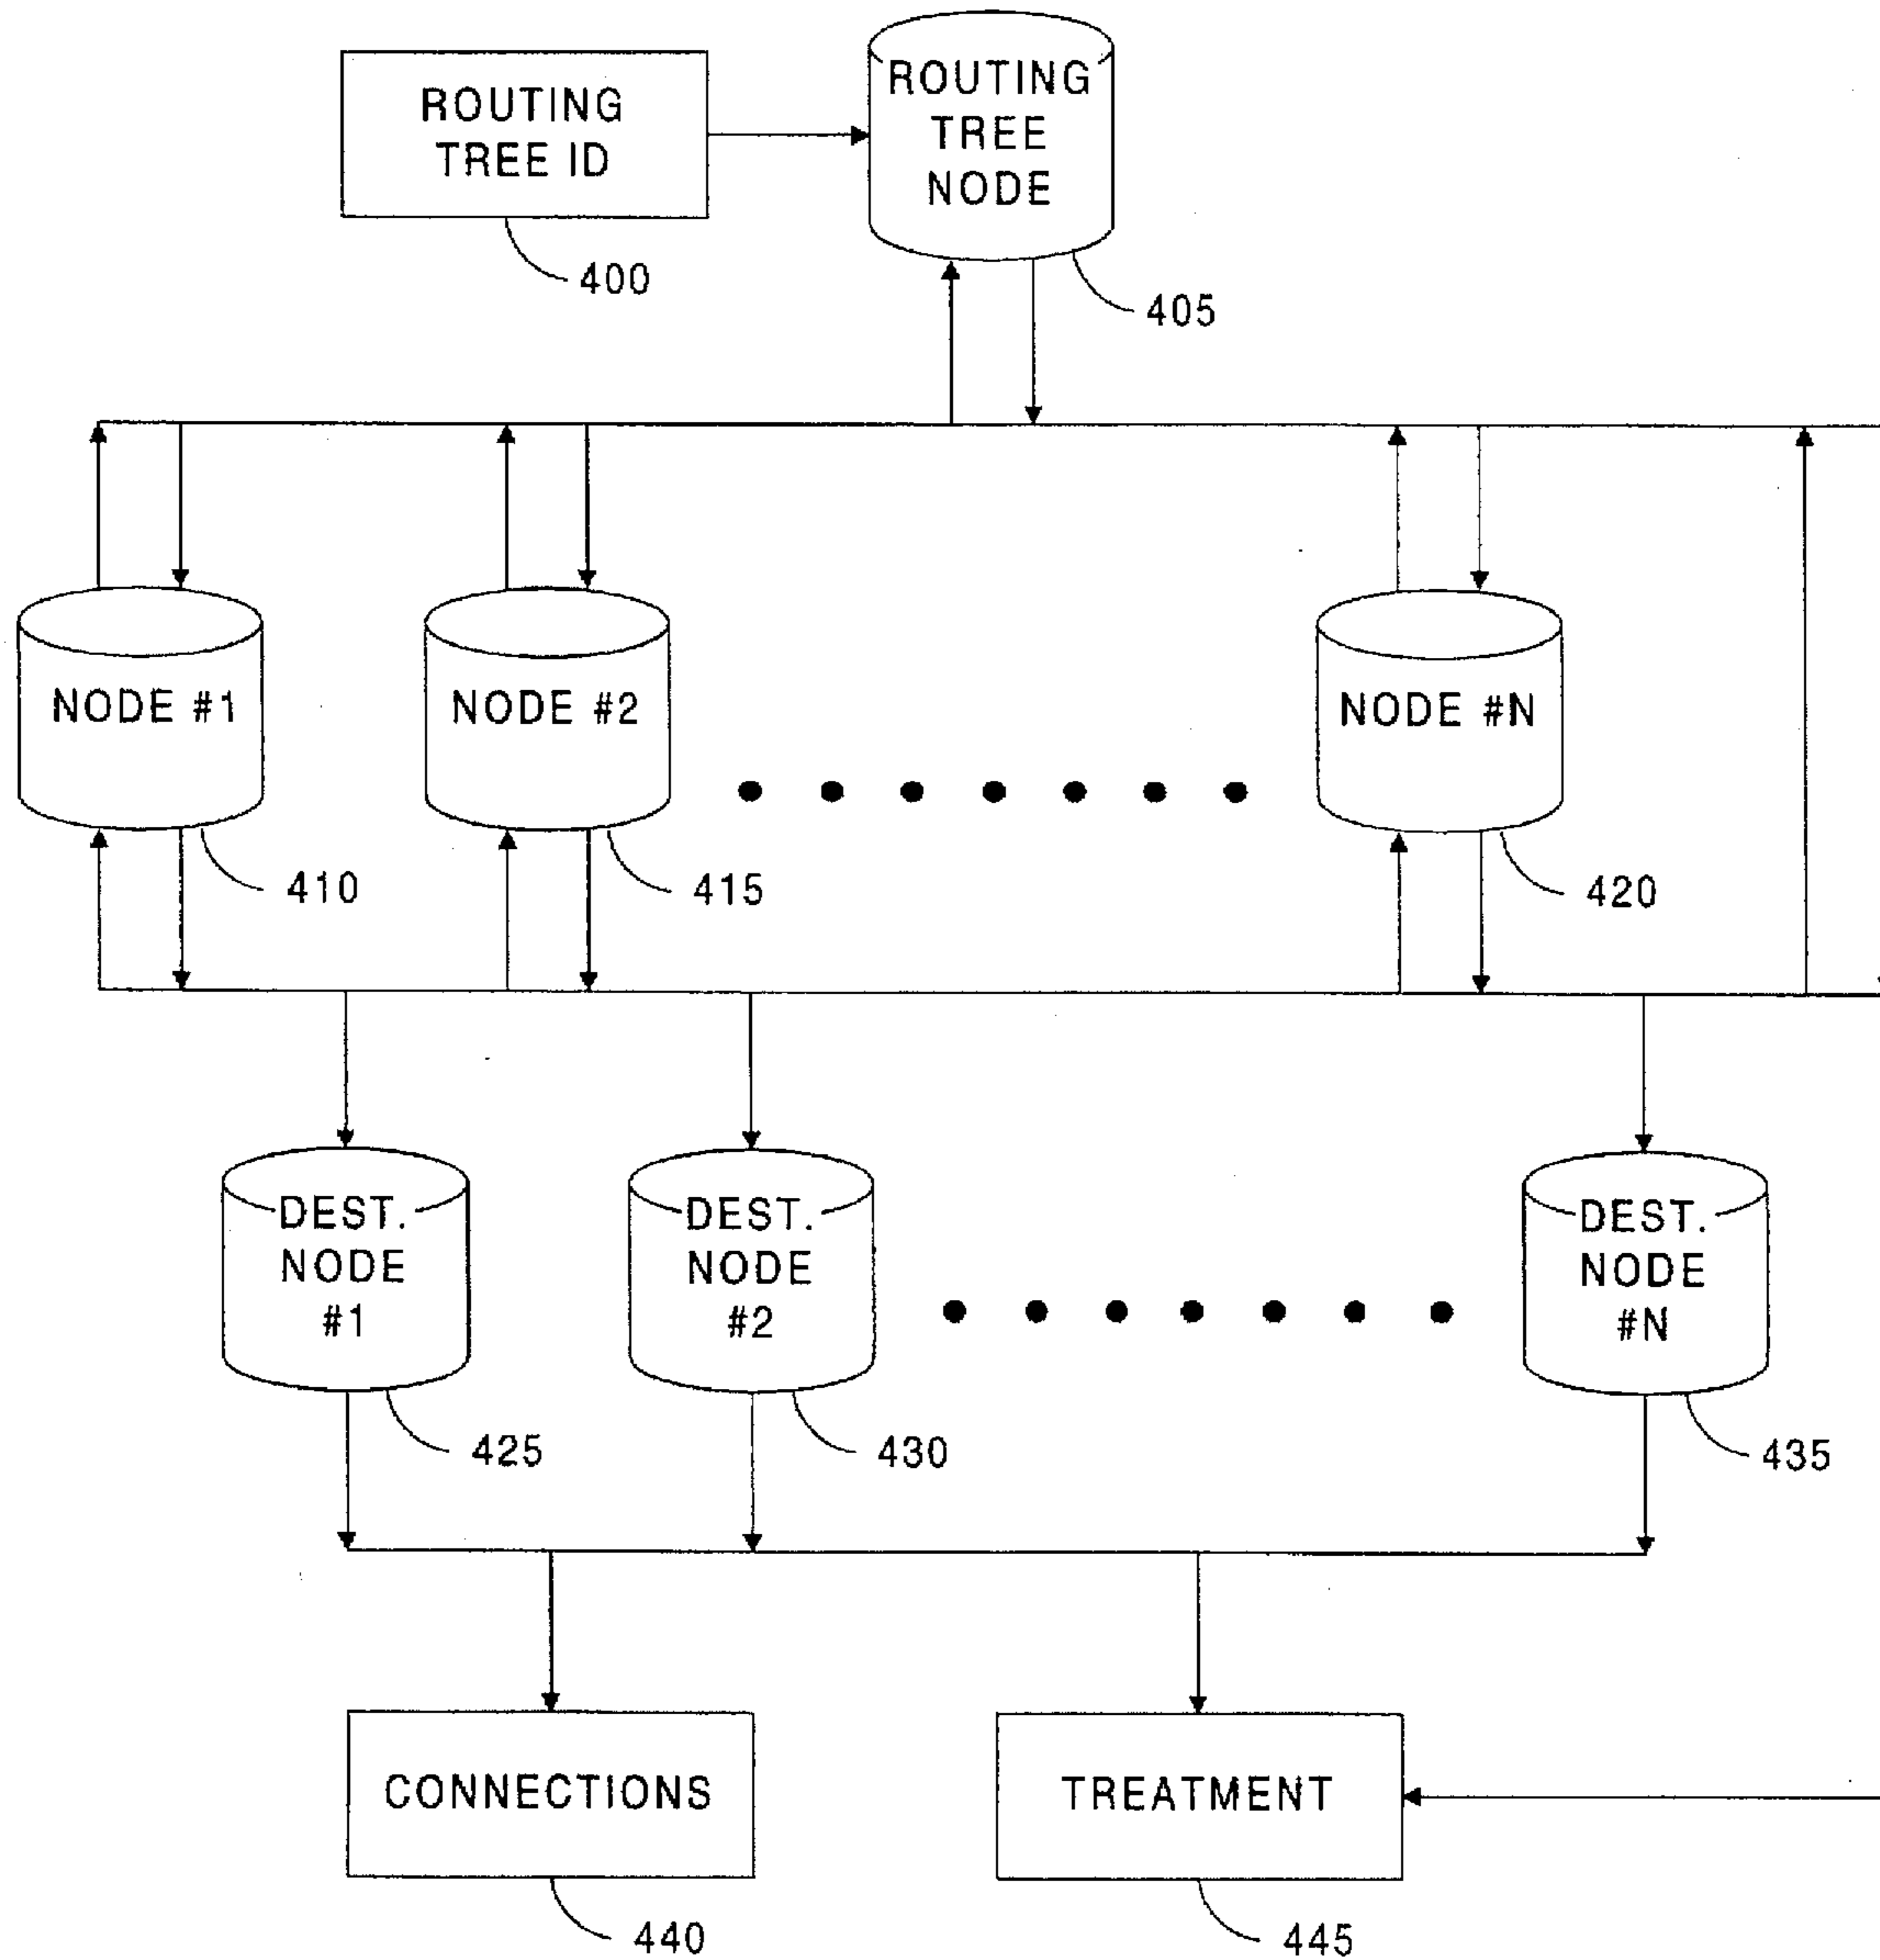 ROUTING
TREE ID
400
ROUTING
TREE
NODE
405
NODE #1
410
NODE #2
415
NODE #N
420
DEST.
NODE
#1
425
DEST.
NODE
#2
430
DEST.
NODE
#N
435
CONNECTIONS
440
TREATMENT
445